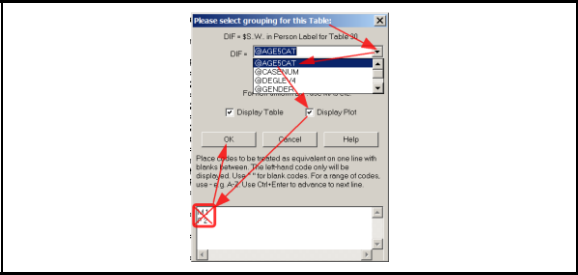 Please select grouping for this Table:
DIF = $S..W.. in Person Label for Table 30
DIF = @AGE5CAT
@AGE5CAT
@CASENUM
@GENDER
Display Table Display Plot
OK Cancel Help
Place codes to be treated as equivalent on one line with
blanks between. The left-hand code only will be
displayed. Use " " for blank codes. For a range of codes,
use - e.g. A-Z. Use Ctrl+Enter to advance to next line.